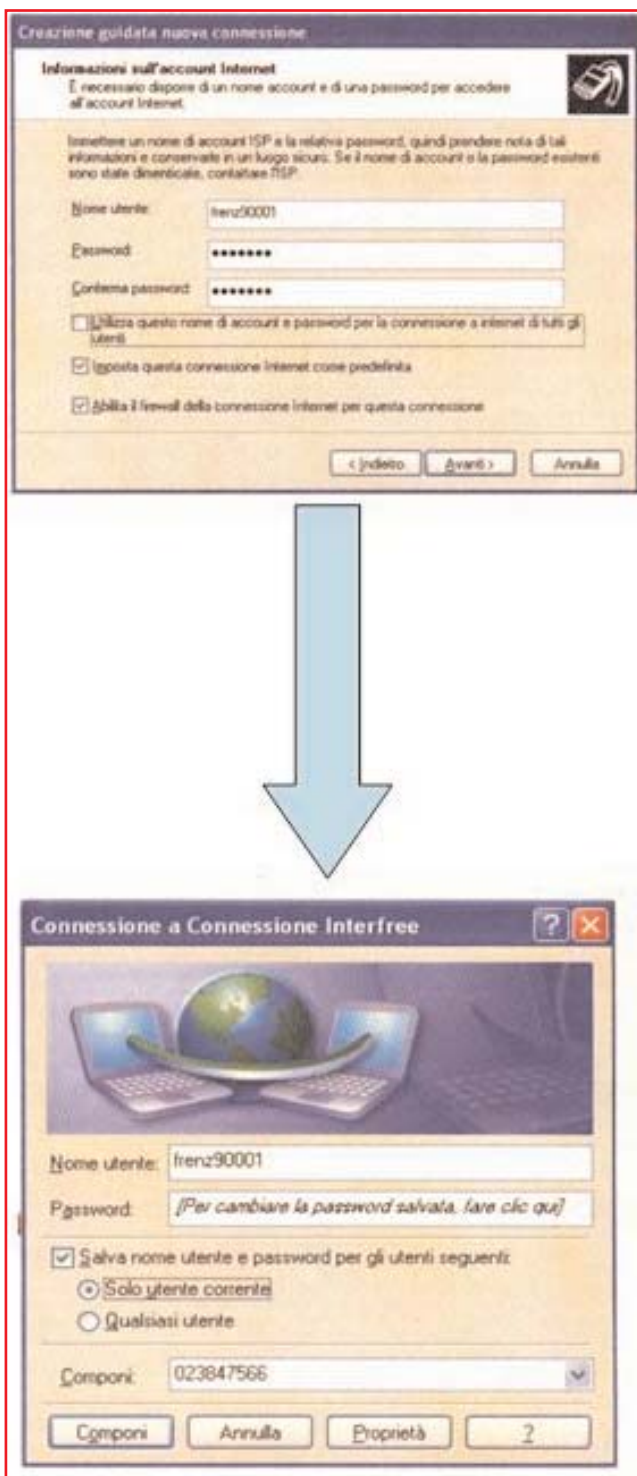 Creazione guidata nuova connessione
Informazioni sull'account Internet
È necessario disporre di un nome account e di una password per accedere
all'account Internet.
Immettere un nome di account ISP e la relativa password, quindi prendere nota di tali
informazioni e conservarle in un luogo sicuro. Se il nome di account o la password esistenti
sono state dimenticate, contattare l'ISP.
Nome utente: frenz90001
Password: •••••••
Conferma password: •••••••
Utilizza questo nome di account e password per la connessione a internet di tutti gli
utenti
Imposta questa connessione Internet come predefinita
Abilita il firewall della connessione Internet per questa connessione
< Indietro Avanti > Annulla
Connessione a Connessione Interfree
Nome utente: frenz90001
Password: [Per cambiare la password salvata, fare clic qui]
Salva nome utente e password per gli utenti seguenti:
Solo utente corrente
Qualsiasi utente
Componi: 023847566
Componi Annulla Proprietà ?